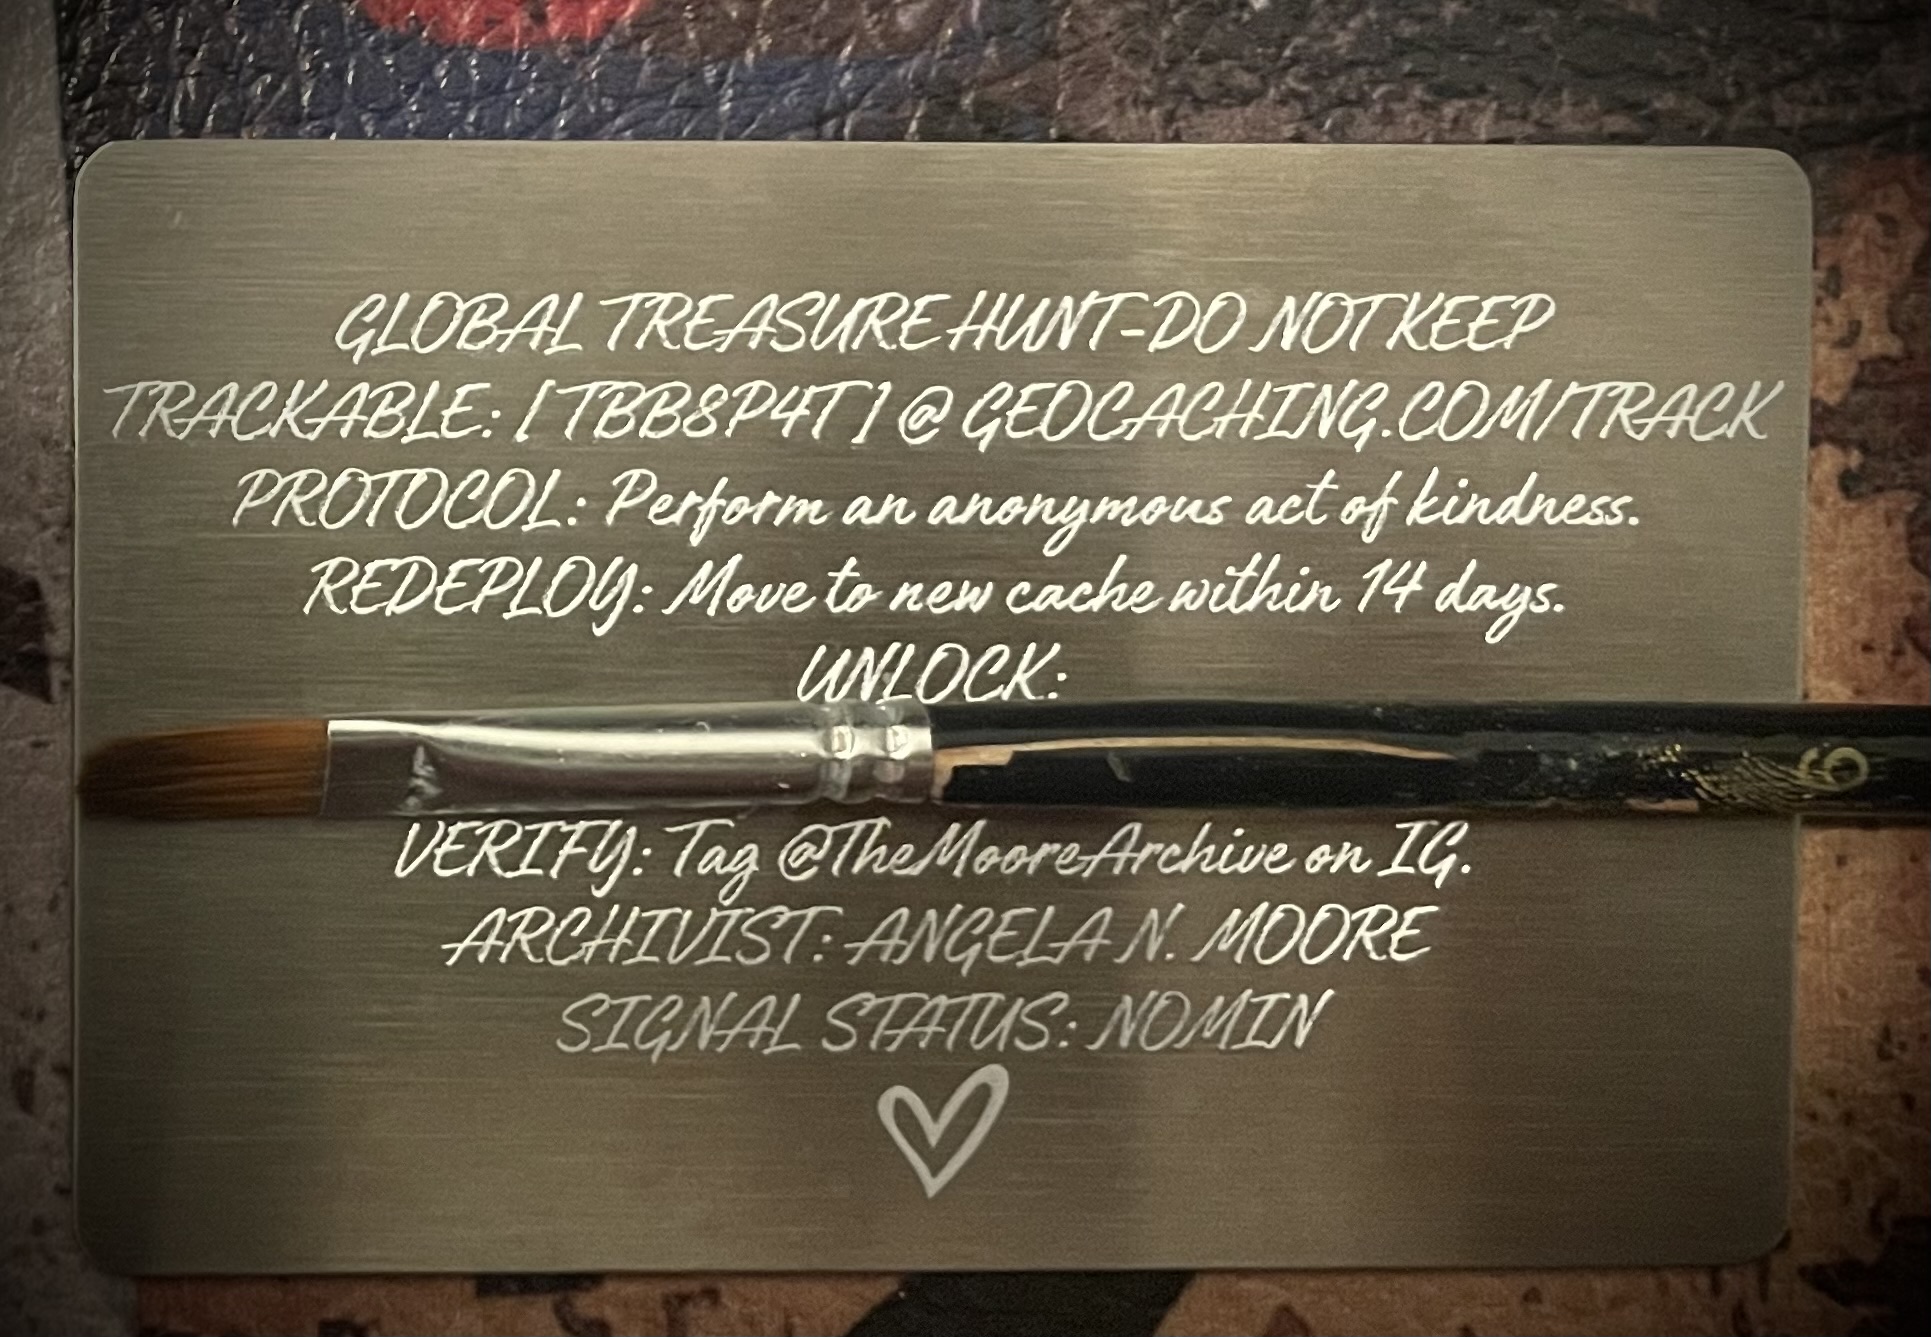 GLOBAL TREASURE HUNT-DO NOT KEEP
TRACKABLE: [TBB8P4T] @ GEOCACHING.COM/TRACK
PROTOCOL: Perform an anonymous act of kindness.
REDEPLOY: Move to new cache within 14 days.
UNLOCK:
6
VERIFY: Tag @TheMooreArchive on IG.
ARCHIVIST: ANGELA N. MOORE
SIGNAL STATUS: NOMIN